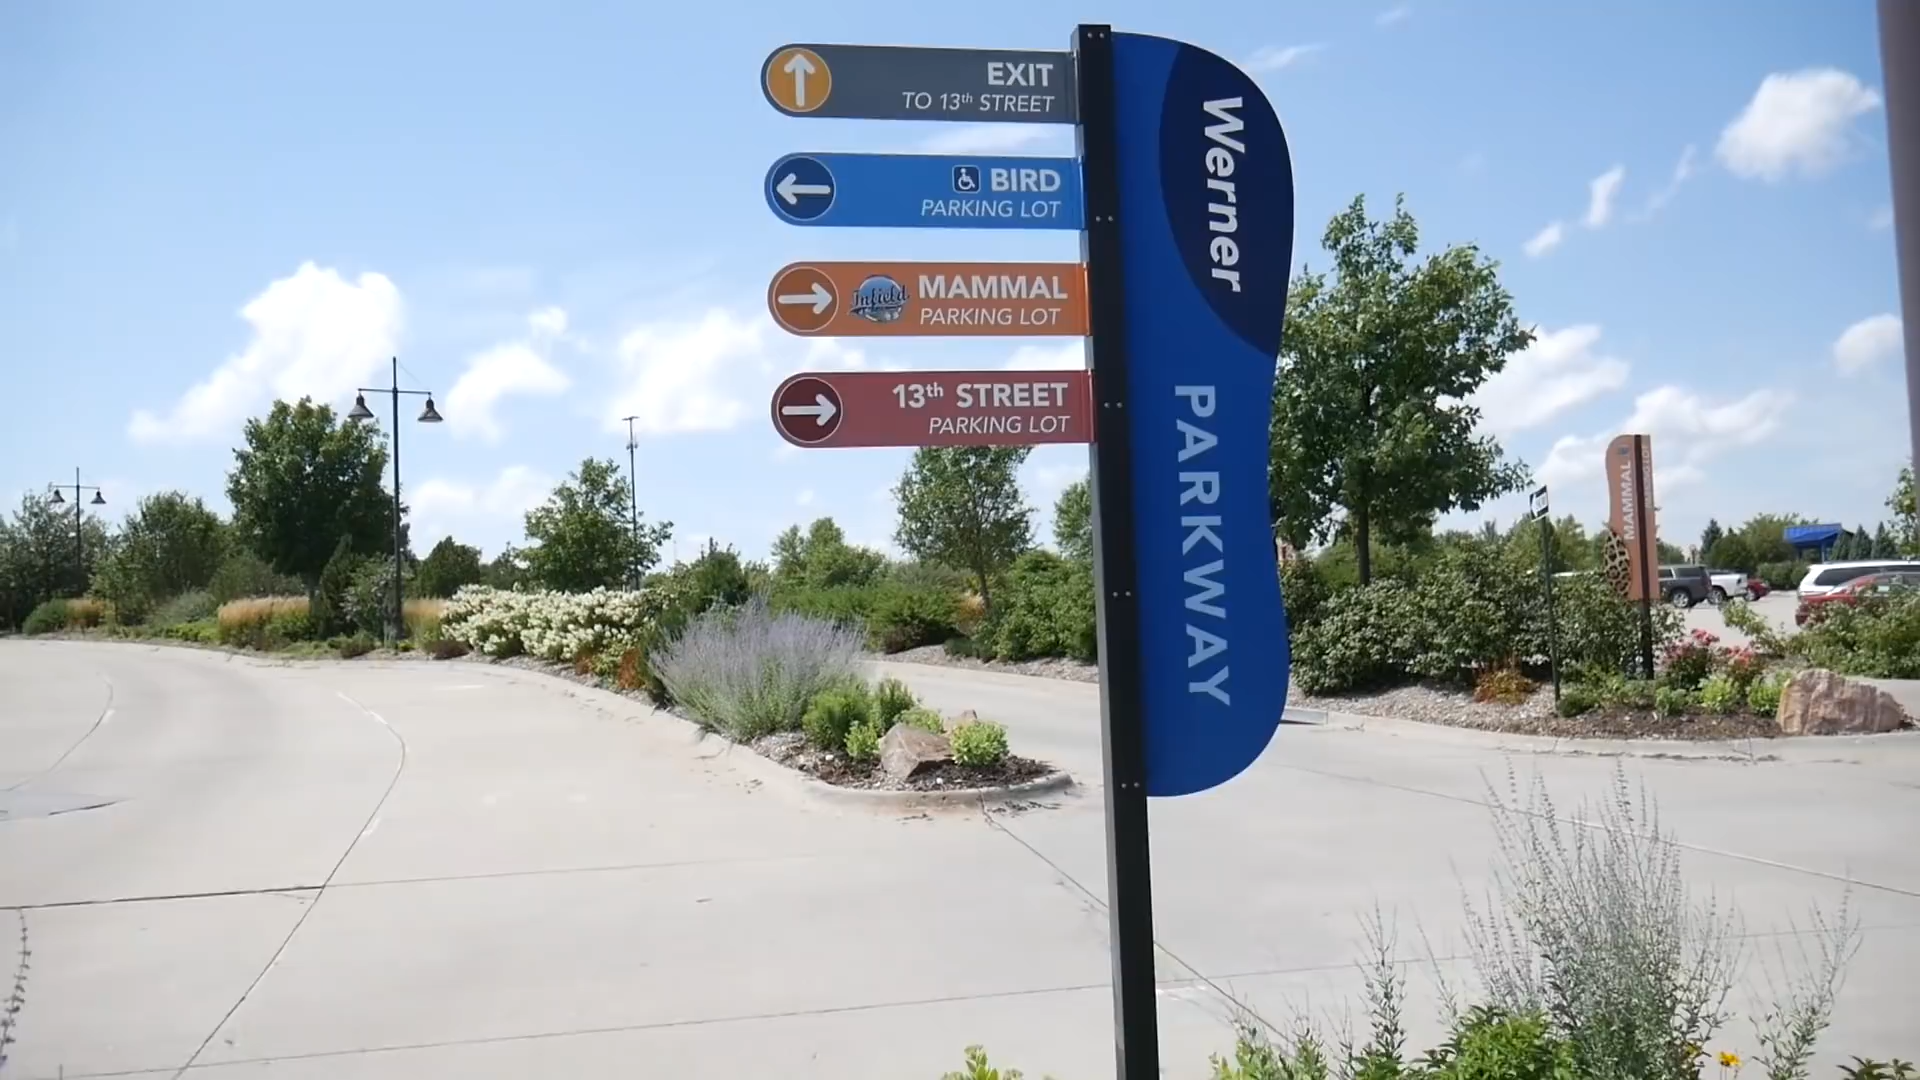 EXIT
TO 13th STREET
BIRD
PARKING LOT
Infield
MAMMAL
PARKING LOT
13th STREET
PARKING LOT
Werner
PARKWAY
MAMMAL